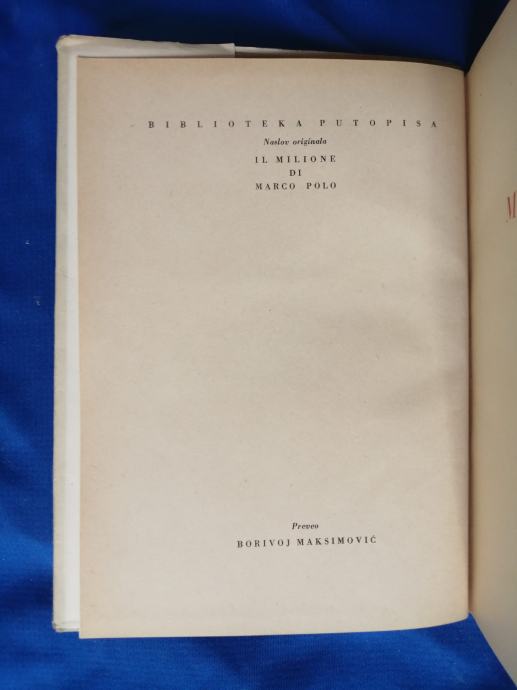 BIBLIOTEKA PUTOPISA
Naslov originala
IL MILIONE
DI
MARCO POLO
Preveo
BORIVOJ MAKSIMOVIĆ
M